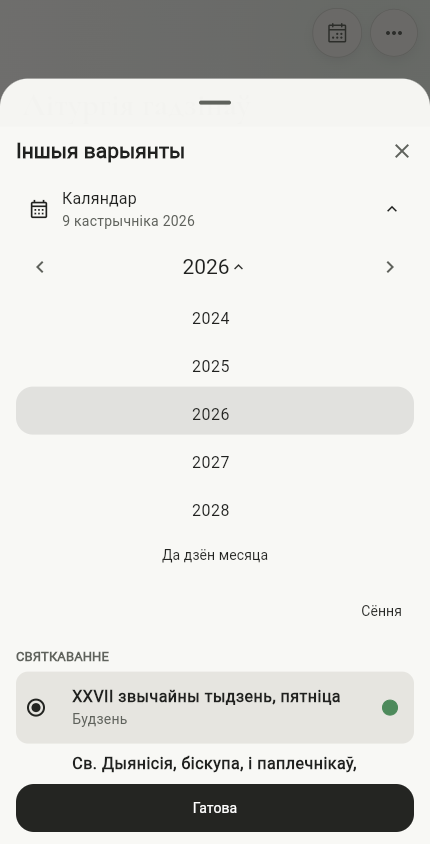 Іншыя варыянты
Каляндар
9 кастрычніка 2026
2026
2024
2025
2026
2027
2028
Да дзён месяца
Сёння
СВЯТКАВАННЕ
XXVII звычайны тыдзень, пятніца
Будзень
Св. Дыянісія, біскупа, і паплечнікаў,
Гатова